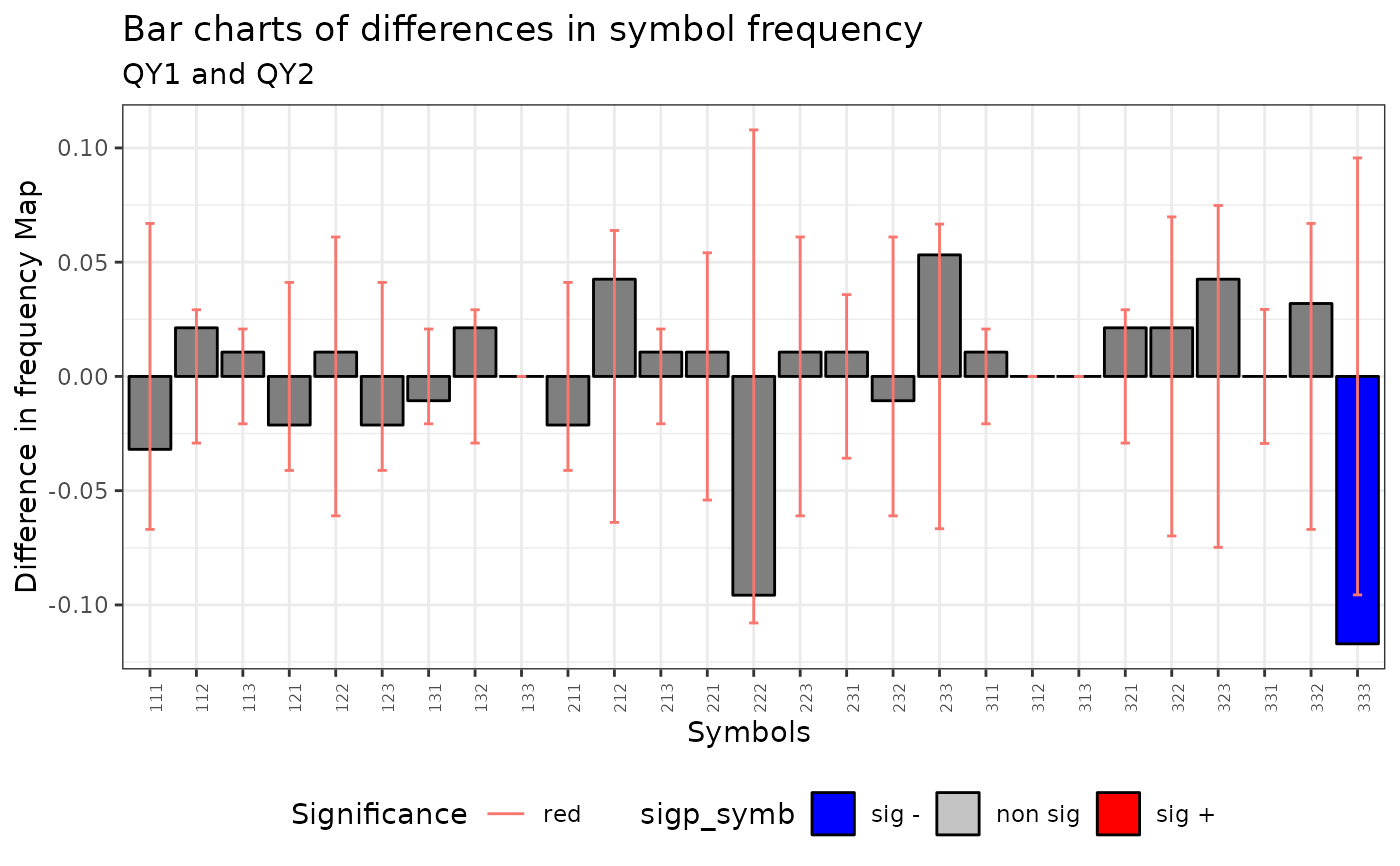 Bar charts of differences in symbol frequency
QY1 and QY2
Difference in frequency Map
0.10
0.05
0.00
-0.05
-0.10
111 112 113 121 122 123 131 132 133 211 212 213 221 222 223 231 232 233 311 312 313 321 322 323 331 332 333
Symbols
Significance red sigp_symb sig - non sig sig +